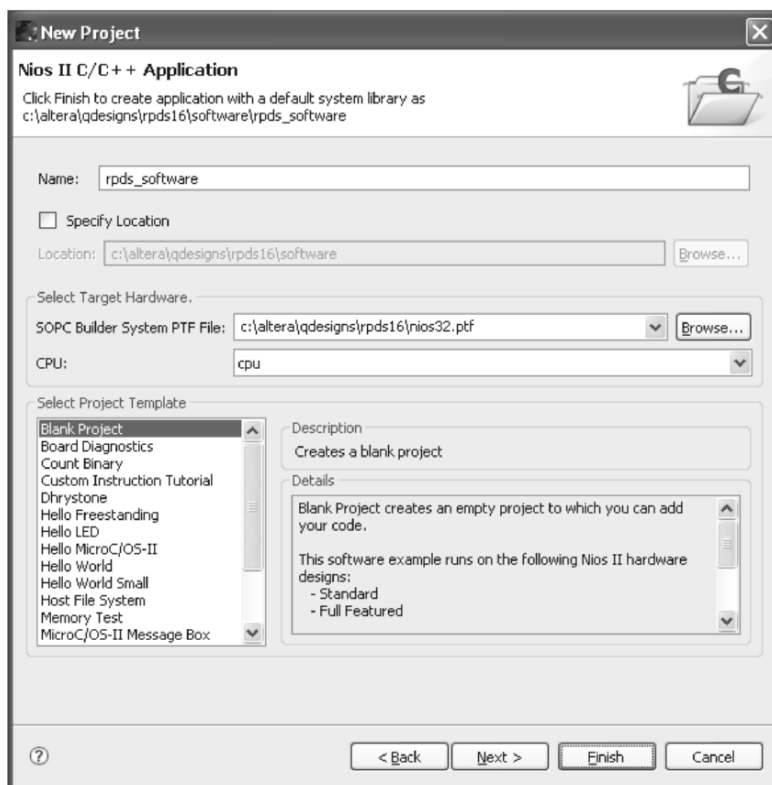 New Project
Nios II C/C++ Application
Click Finish to create application with a default system library as
c:\altera\qdesigns\rpds16\software\rpds_software
Name: rpds_software
Specify Location
Location: c:\altera\qdesigns\rpds16\software Browse...
Select Target Hardware.
SOPC Builder System PTF File: c:\altera\qdesigns\rpds16\nios32.ptf Browse...
CPU: cpu
Select Project Template
Blank Project
Board Diagnostics
Count Binary
Custom Instruction Tutorial
Dhrystone
Hello Freestanding
Hello LED
Hello MicroC/OS-II
Hello World
Hello World Small
Host File System
Memory Test
MicroC/OS-II Message Box
Description
Creates a blank project
Details
Blank Project creates an empty project to which you can add
your code.
This software example runs on the following Nios II hardware
designs:
- Standard
- Full Featured
< Back Next > Finish Cancel